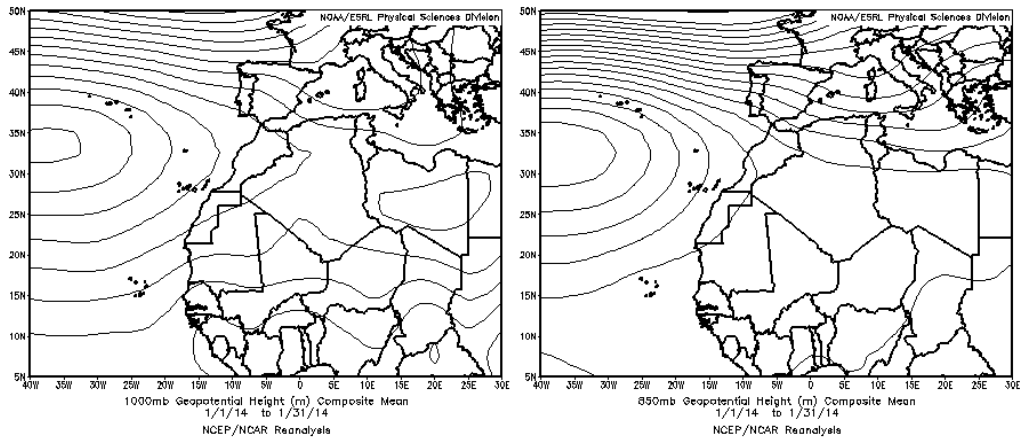 NOAA/ESRL Physical Sciences Division
50N
45N
40N
35N
30N
25N
20N
15N
10N
5N
40W 35W 30W 25W 20W 15W 10W 5W 0 5E 10E 15E 20E 25E 30E
1000mb Geopotential Height (m) Composite Mean
1/1/14 to 1/31/14
NCEP/NCAR Reanalysis
NOAA/ESRL Physical Sciences Division
50N
45N
40N
35N
30N
25N
20N
15N
10N
5N
40W 35W 30W 25W 20W 15W 10W 5W 0 5E 10E 15E 20E 25E 30E
850mb Geopotential Height (m) Composite Mean
1/1/14 to 1/31/14
NCEP/NCAR Reanalysis